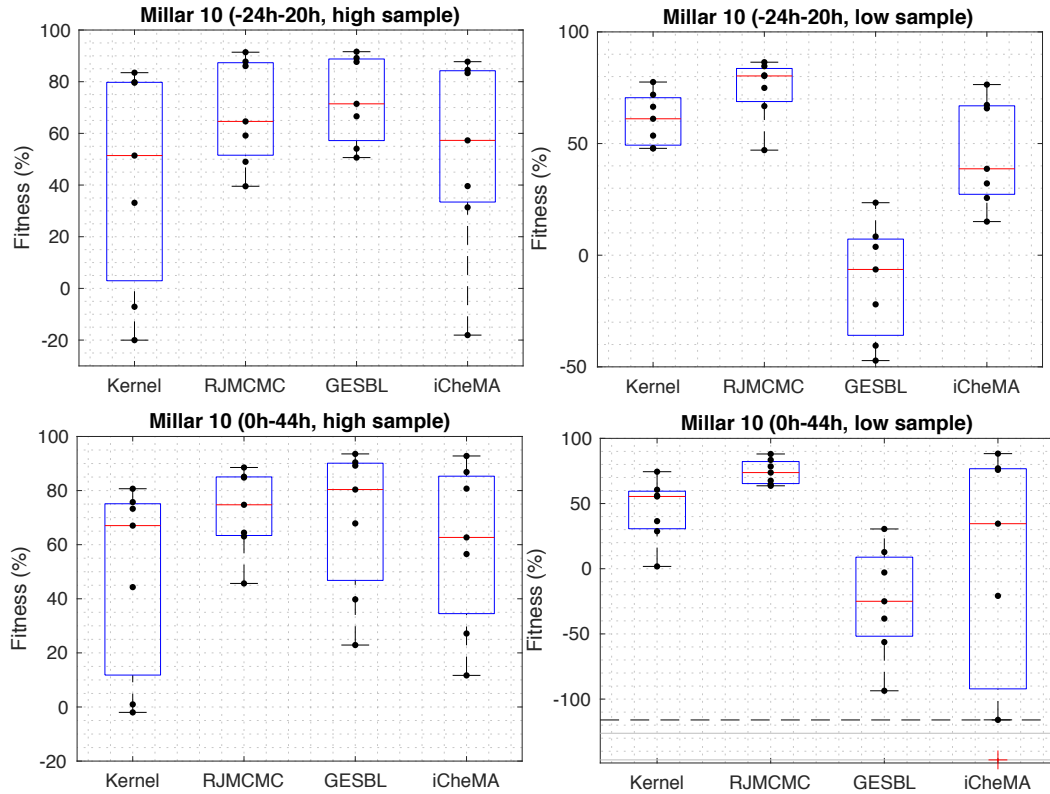 Millar 10 (-24h-20h, high sample)
100
80
60
40
20
0
-20
Fitness (%)
Kernel RJMCMC GESBL iCheMA
Millar 10 (-24h-20h, low sample)
100
50
0
-50
Fitness (%)
Kernel RJMCMC GESBL iCheMA
Millar 10 (0h-44h, high sample)
100
80
60
40
20
0
-20
Fitness (%)
Kernel RJMCMC GESBL iCheMA
Millar 10 (0h-44h, low sample)
100
50
0
-50
-100
Fitness (%)
Kernel RJMCMC GESBL iCheMA